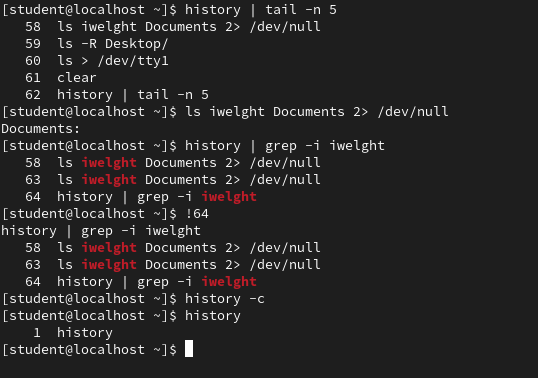 [student@localhost ~]$ history | tail -n 5
   58  ls iwelght Documents 2> /dev/null
   59  ls -R Desktop/
   60  ls > /dev/tty1
   61  clear
   62  history | tail -n 5
[student@localhost ~]$ ls iwelght Documents 2> /dev/null
Documents:
[student@localhost ~]$ history | grep -i iwelght
   58  ls iwelght Documents 2> /dev/null
   63  ls iwelght Documents 2> /dev/null
   64  history | grep -i iwelght
[student@localhost ~]$ !64
history | grep -i iwelght
   58  ls iwelght Documents 2> /dev/null
   63  ls iwelght Documents 2> /dev/null
   64  history | grep -i iwelght
[student@localhost ~]$ history -c
[student@localhost ~]$ history
    1  history
[student@localhost ~]$